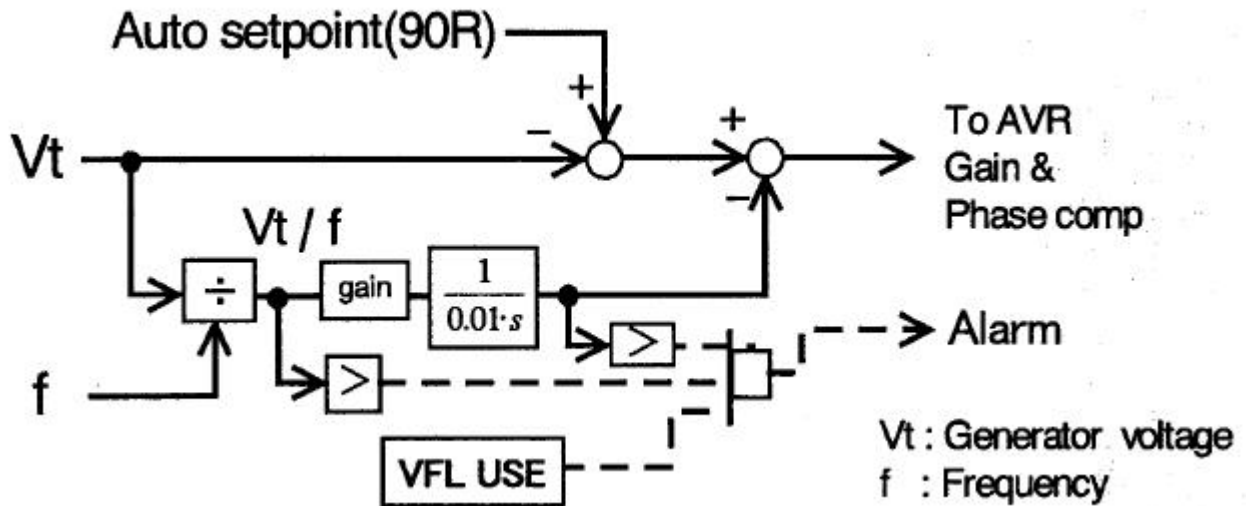 Auto setpoint(90R)
+
+
To AVR
Gain &
Phase comp
Vt
−
−
Vt / f
÷
gain
1
0.01·s
>
Alarm
f
>
VFL USE
Vt : Generator voltage
f : Frequency